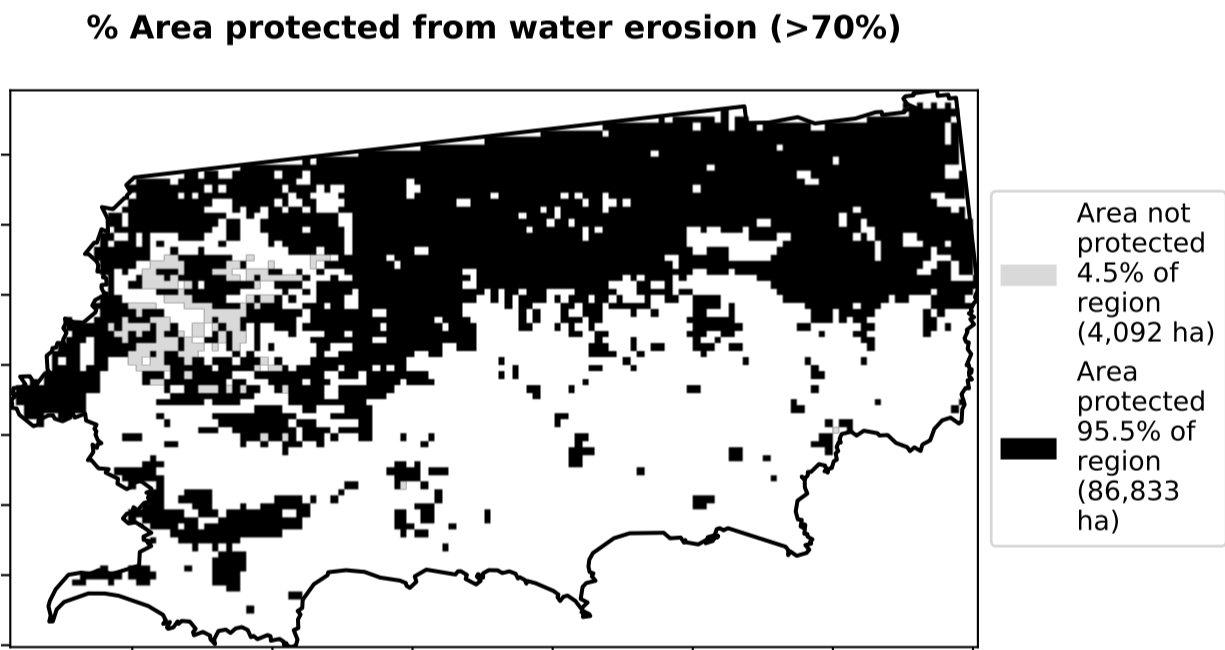 % Area protected from water erosion (>70%)
Area not
protected
4.5% of
region
(4,092 ha)
Area
protected
95.5% of
region
(86,833
ha)